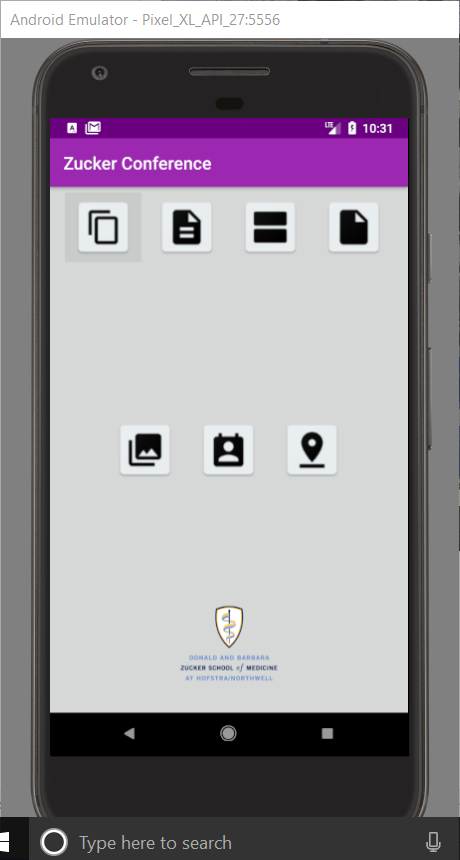 Android Emulator - Pixel_XL_API_27:5556
A
LTE 10:31
Zucker Conference
DONALD AND BARBARA
ZUCKER SCHOOL of MEDICINE
AT HOFSTRA/NORTHWELL
Type here to search